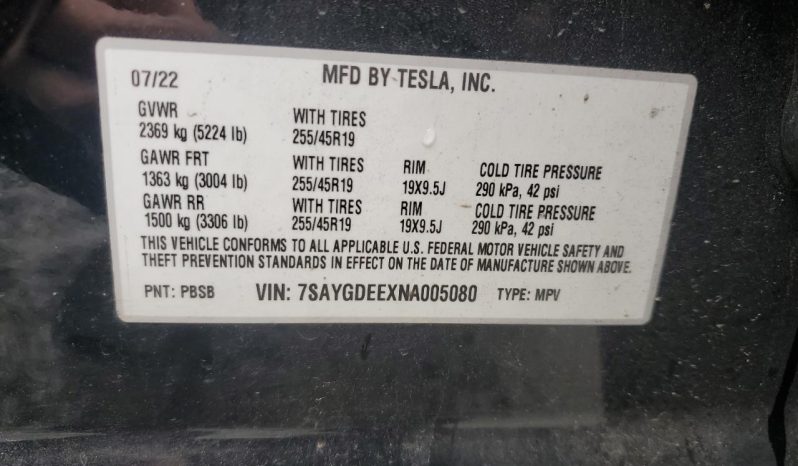 07/22 MFD BY TESLA, INC.
GVWR WITH TIRES
2369 kg (5224 lb) 255/45R19
GAWR FRT WITH TIRES RIM COLD TIRE PRESSURE
1363 kg (3004 lb) 255/45R19 19X9.5J 290 kPa, 42 psi
GAWR RR WITH TIRES RIM COLD TIRE PRESSURE
1500 kg (3306 lb) 255/45R19 19X9.5J 290 kPa, 42 psi
THIS VEHICLE CONFORMS TO ALL APPLICABLE U.S. FEDERAL MOTOR VEHICLE SAFETY AND
THEFT PREVENTION STANDARDS IN EFFECT ON THE DATE OF MANUFACTURE SHOWN ABOVE.
PNT: PBSB VIN: 7SAYGDEEXNA005080 TYPE: MPV